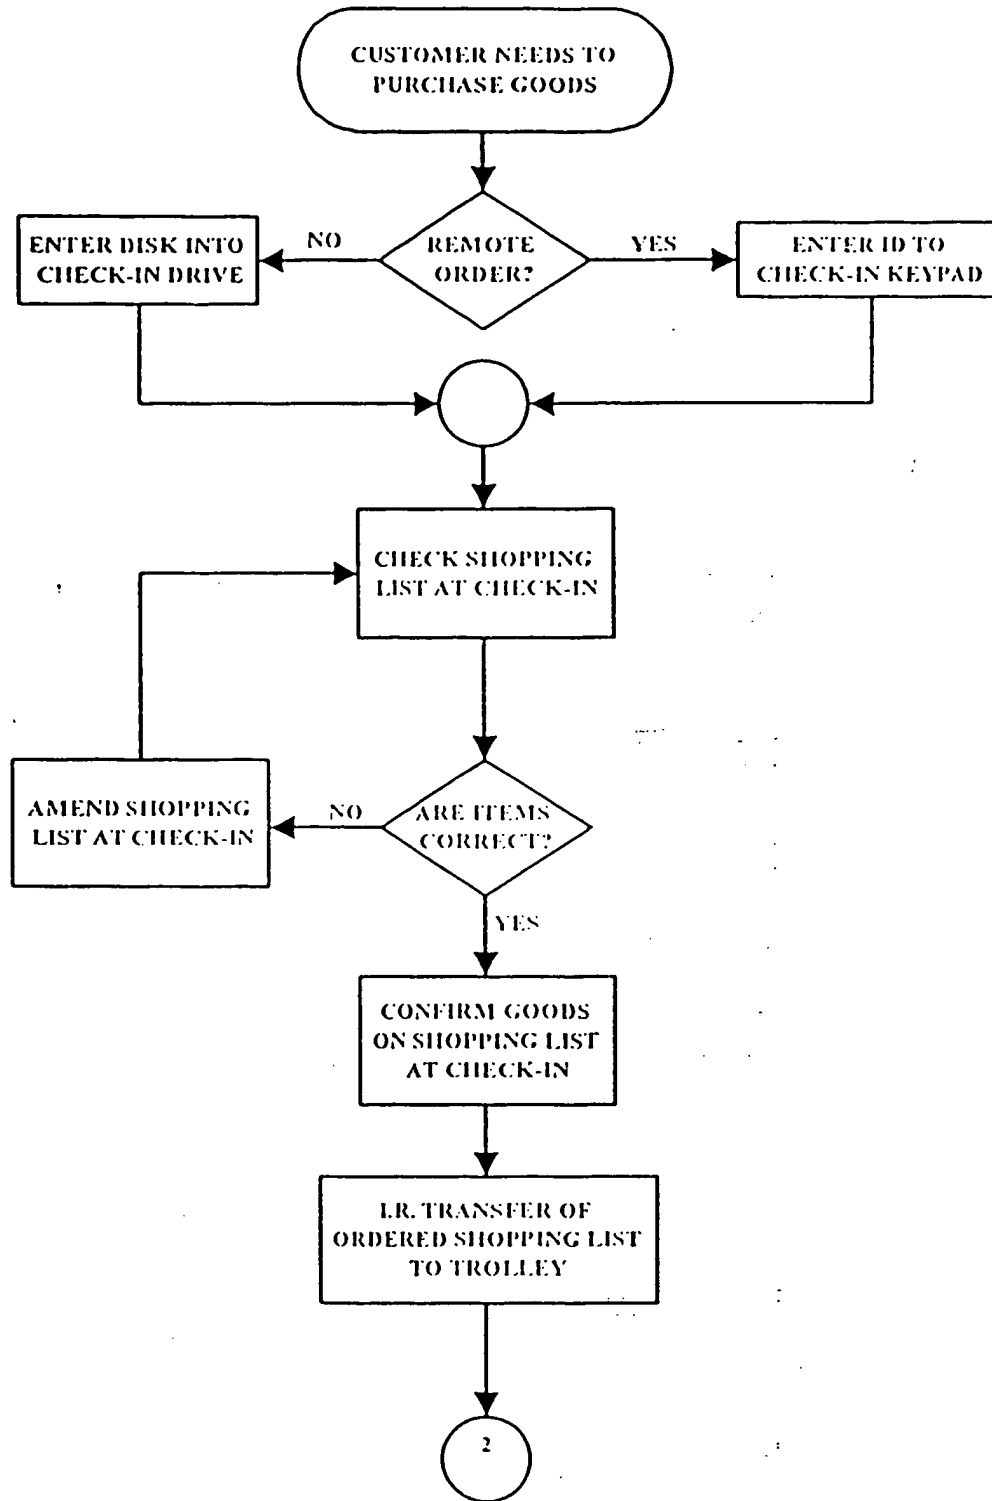 CUSTOMER NEEDS TO
PURCHASE GOODS
REMOTE
ORDER?
NO
YES
ENTER DISK INTO
CHECK-IN DRIVE
ENTER ID TO
CHECK-IN KEYPAD
CHECK SHOPPING
LIST AT CHECK-IN
ARE ITEMS
CORRECT?
NO
AMEND SHOPPING
LIST AT CHECK-IN
YES
CONFIRM GOODS
ON SHOPPING LIST
AT CHECK-IN
I.R. TRANSFER OF
ORDERED SHOPPING LIST
TO TROLLEY
2